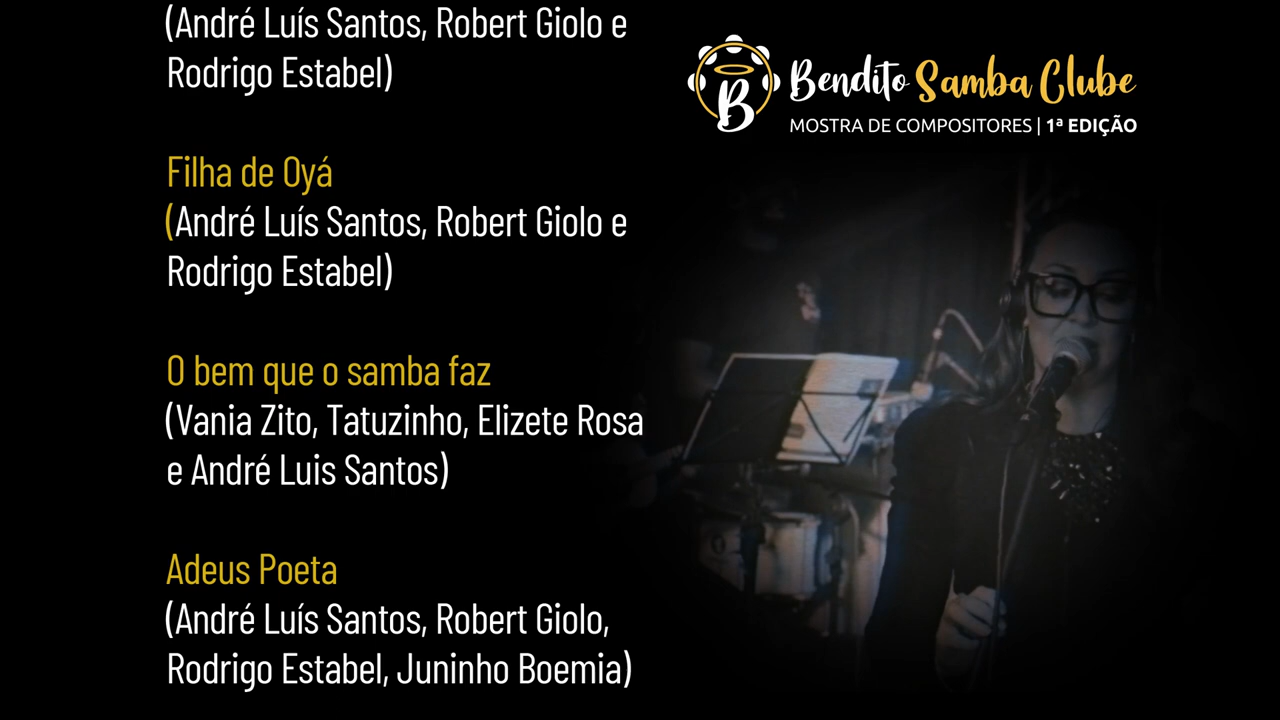 (André Luís Santos, Robert Giolo e
Rodrigo Estabel)
Filha de Oyá
(André Luís Santos, Robert Giolo e
Rodrigo Estabel)
O bem que o samba faz
(Vania Zito, Tatuzinho, Elizete Rosa
e André Luis Santos)
Adeus Poeta
(André Luís Santos, Robert Giolo,
Rodrigo Estabel, Juninho Boemia)
B
Bendito Samba Clube
MOSTRA DE COMPOSITORES | 1ª EDIÇÃO